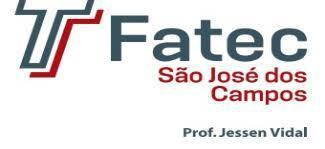 Fatec
São José dos
Campos
Prof. Jessen Vidal